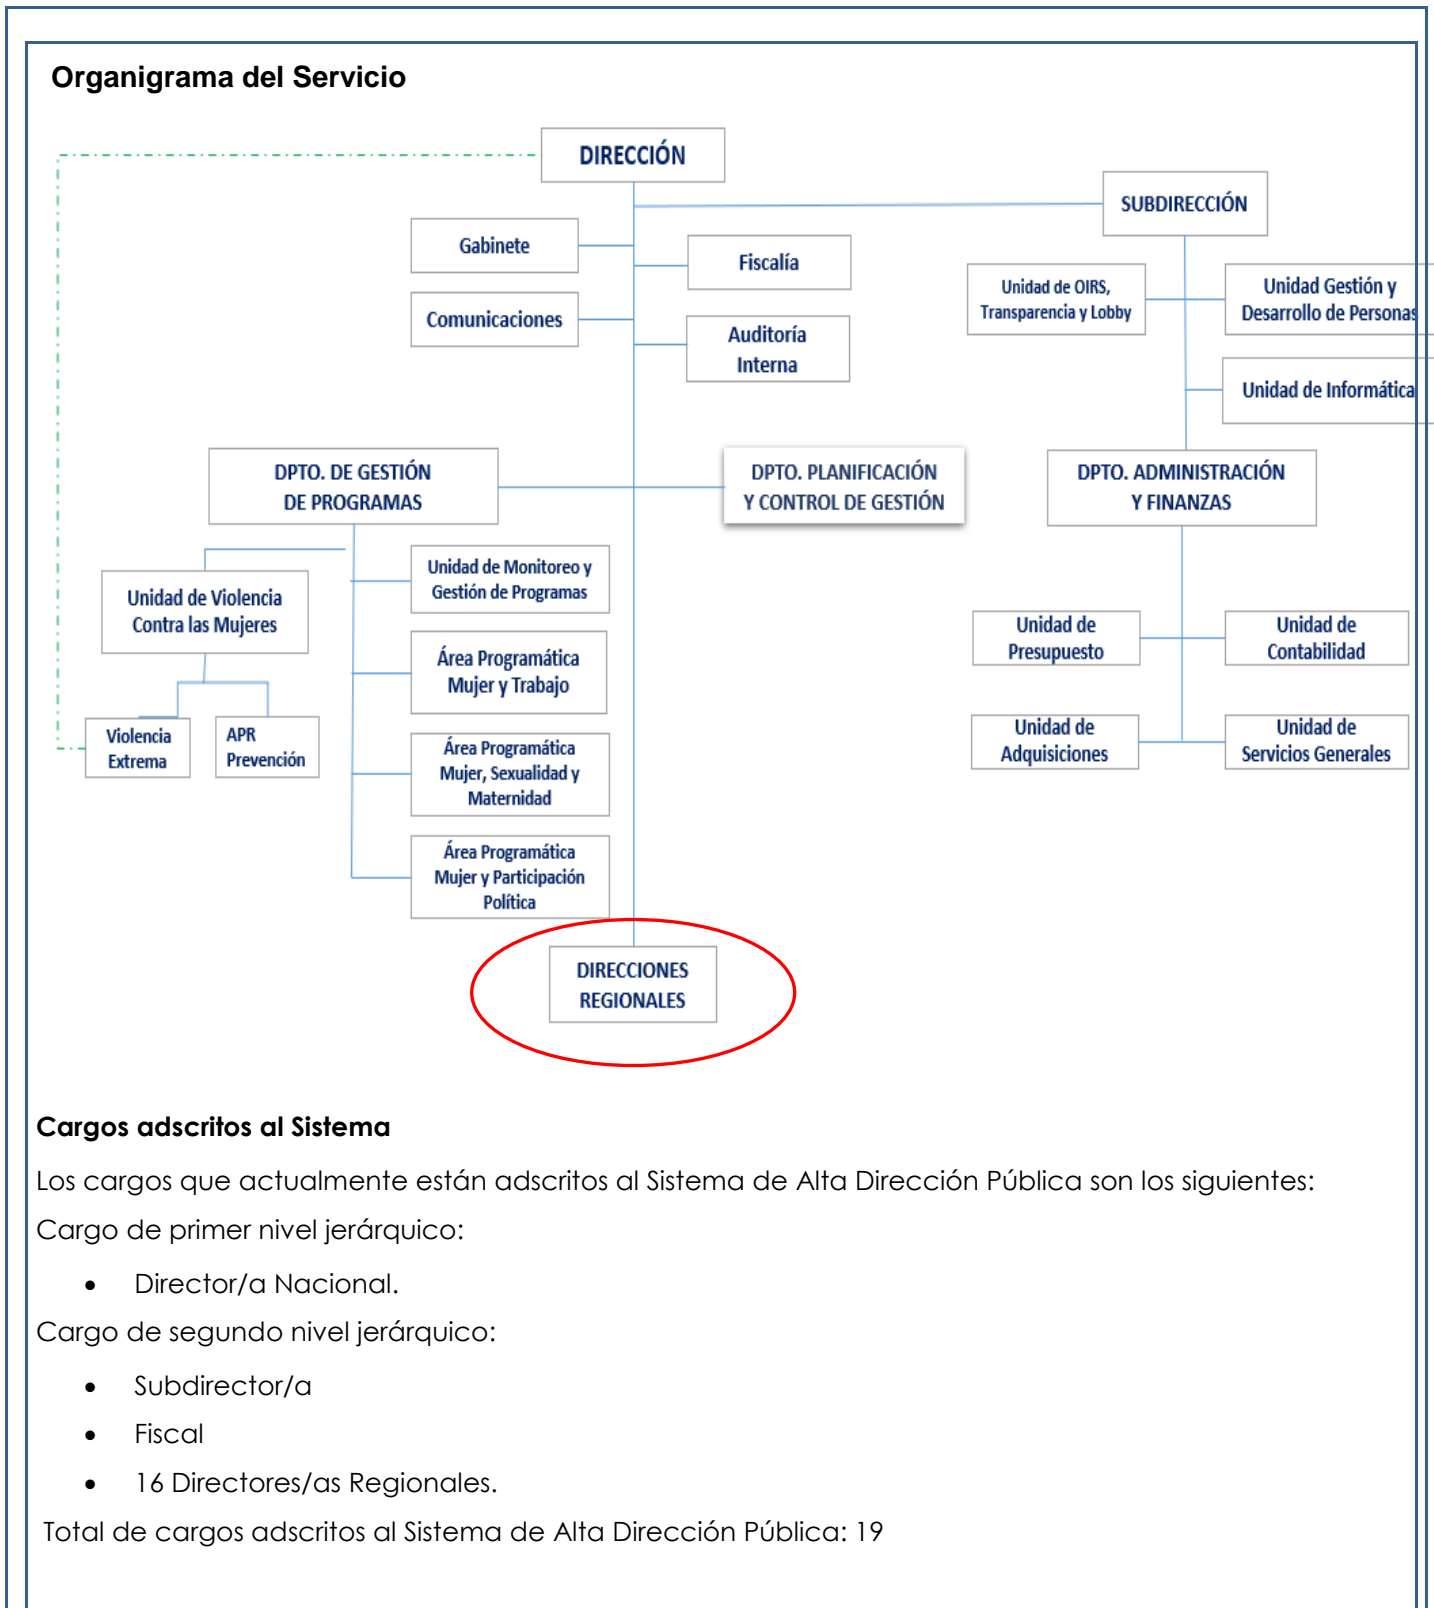 Organigrama del Servicio
DIRECCIÓN
SUBDIRECCIÓN
Gabinete
Fiscalía
Comunicaciones
Auditoría
Interna
Unidad de OIRS,
Transparencia y Lobby
Unidad Gestión y
Desarrollo de Personas
Unidad de Informática
DPTO. DE GESTIÓN
DE PROGRAMAS
DPTO. PLANIFICACIÓN
Y CONTROL DE GESTIÓN
DPTO. ADMINISTRACIÓN
Y FINANZAS
Unidad de Violencia
Contra las Mujeres
Unidad de Monitoreo y
Gestión de Programas
Área Programática
Mujer y Trabajo
Violencia
Extrema
APR
Prevención
Área Programática
Mujer, Sexualidad y
Maternidad
Área Programática
Mujer y Participación
Política
Unidad de
Presupuesto
Unidad de
Contabilidad
Unidad de
Adquisiciones
Unidad de
Servicios Generales
DIRECCIONES
REGIONALES
Cargos adscritos al Sistema
Los cargos que actualmente están adscritos al Sistema de Alta Dirección Pública son los siguientes:
Cargo de primer nivel jerárquico:
• Director/a Nacional.
Cargo de segundo nivel jerárquico:
• Subdirector/a
• Fiscal
• 16 Directores/as Regionales.
Total de cargos adscritos al Sistema de Alta Dirección Pública: 19